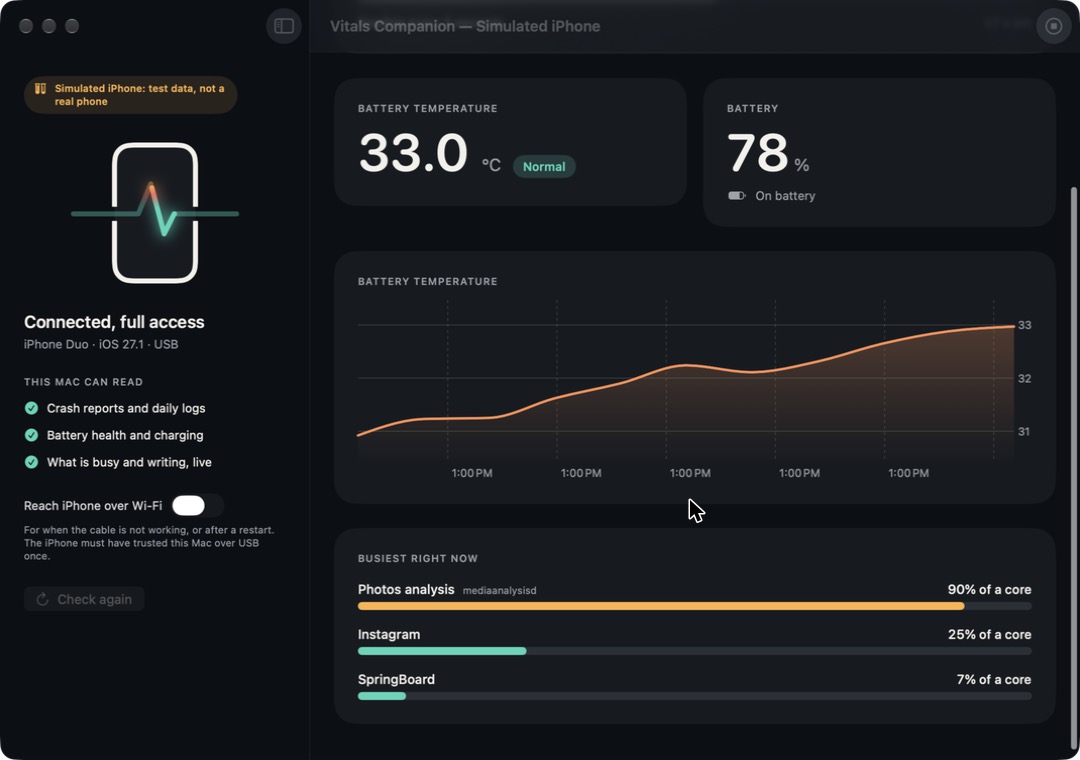 Vitals Companion — Simulated iPhone
Simulated iPhone: test data, not a
real phone
Connected, full access
iPhone Duo · iOS 27.1 · USB
THIS MAC CAN READ
Crash reports and daily logs
Battery health and charging
What is busy and writing, live
Reach iPhone over Wi-Fi
For when the cable is not working, or after a restart.
The iPhone must have trusted this Mac over USB
once.
Check again
BATTERY TEMPERATURE
33.0 °C Normal
BATTERY
78 %
On battery
BATTERY TEMPERATURE
33
32
31
1:00 PM 1:00 PM 1:00 PM 1:00 PM 1:00 PM
BUSIEST RIGHT NOW
Photos analysis mediaanalysisd 90% of a core
Instagram 25% of a core
SpringBoard 7% of a core